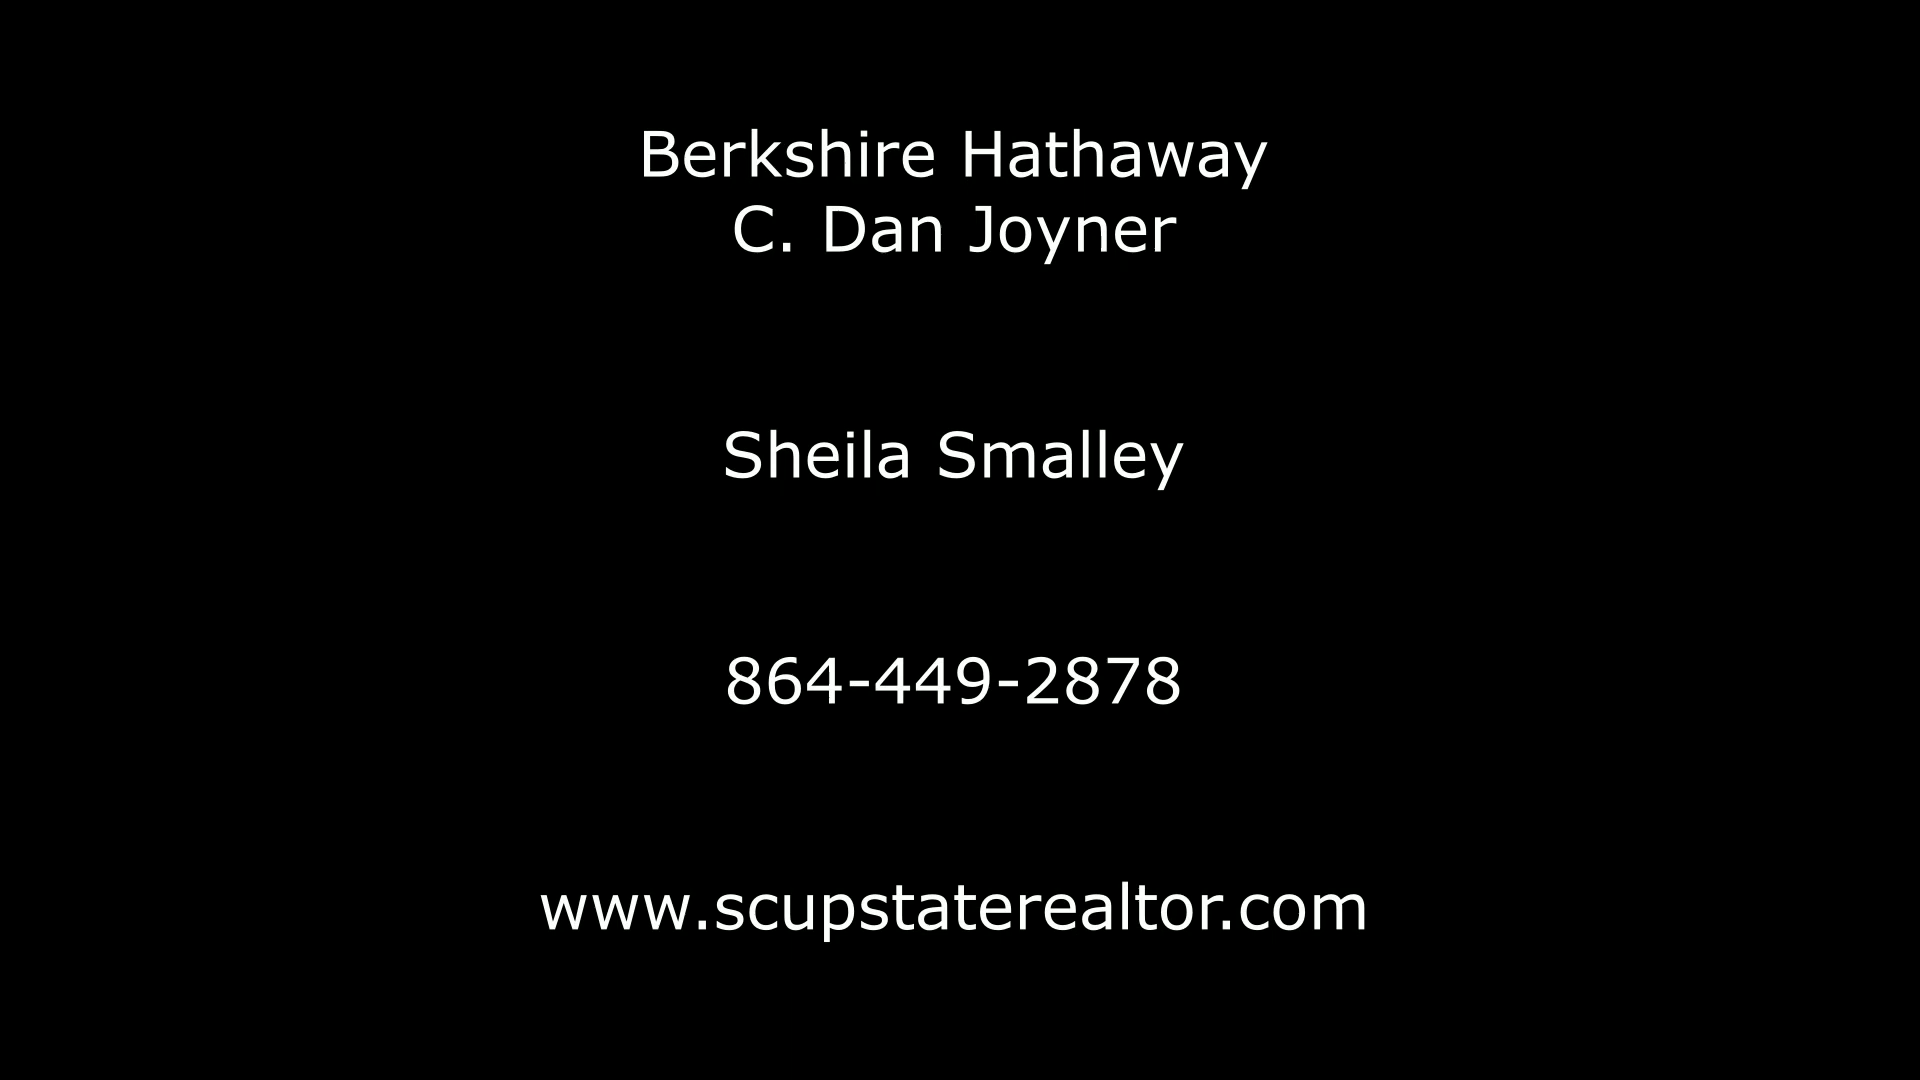 Berkshire Hathaway
C. Dan Joyner
Sheila Smalley
864-449-2878
www.scupstaterealtor.com